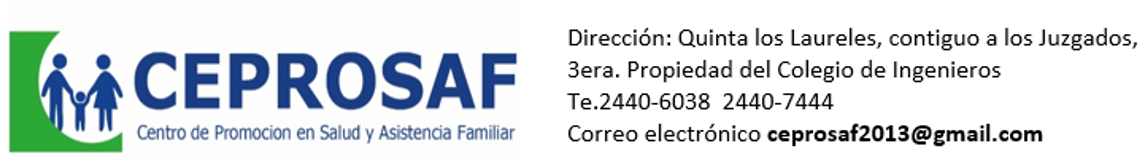 CEPROSAF
Centro de Promocion en Salud y Asistencia Familiar
Dirección: Quinta los Laureles, contiguo a los Juzgados,
3era. Propiedad del Colegio de Ingenieros
Te.2440-6038 2440-7444
Correo electrónico ceprosaf2013@gmail.com